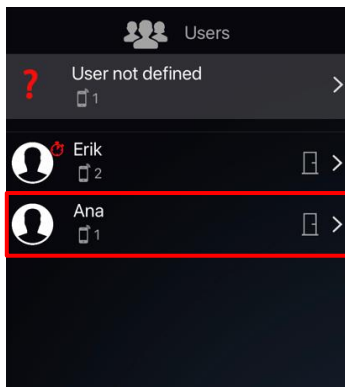 Users
User not defined
1
Erik
2
Ana
1